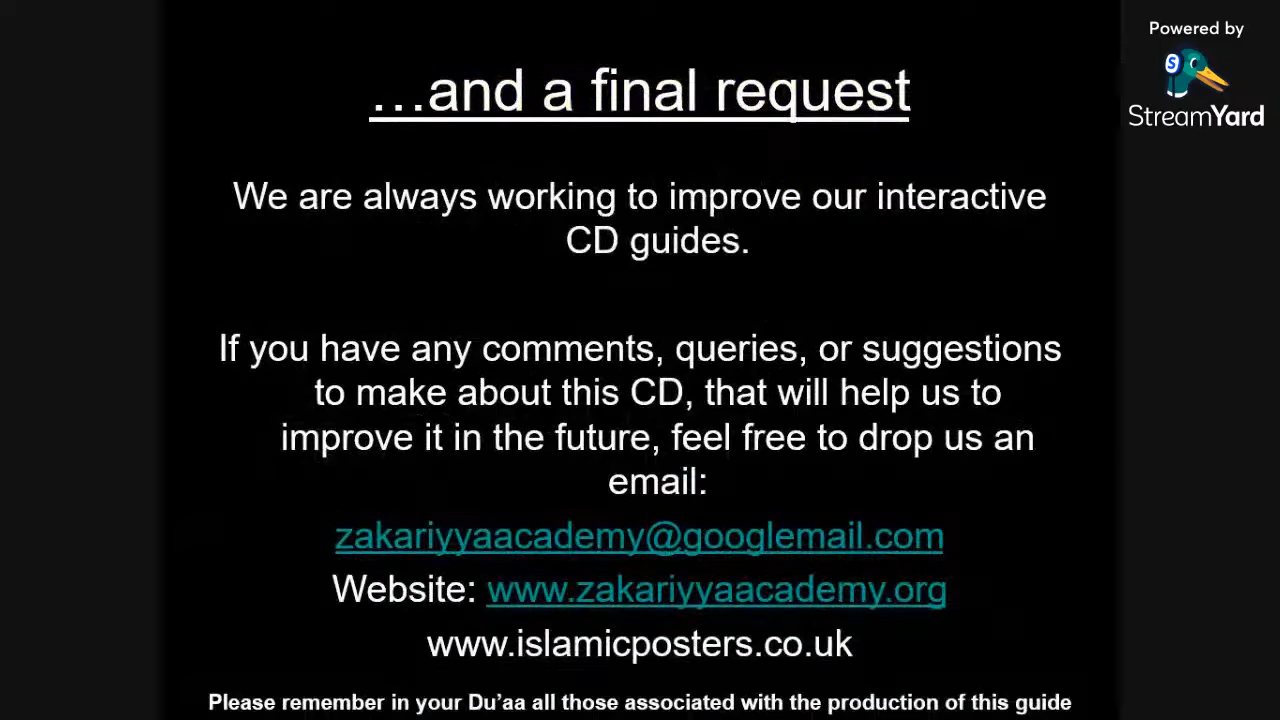 Powered by
StreamYard
…and a final request
We are always working to improve our interactive
CD guides.
If you have any comments, queries, or suggestions
to make about this CD, that will help us to
improve it in the future, feel free to drop us an
email:
zakariyyaacademy@googlemail.com
Website: www.zakariyyaacademy.org
www.islamicposters.co.uk
Please remember in your Du’aa all those associated with the production of this guide